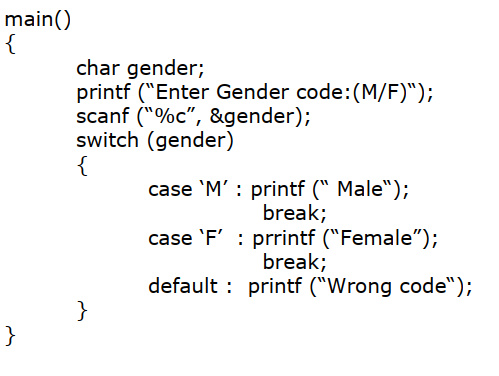 main()
{
char gender;
printf (“Enter Gender code:(M/F)“);
scanf (“%c”, &gender);
switch (gender)
{
case ‘M’ : printf (“ Male“);
break;
case ‘F’  : prrintf (“Female”);
break;
default :  printf (“Wrong code“);
}
}